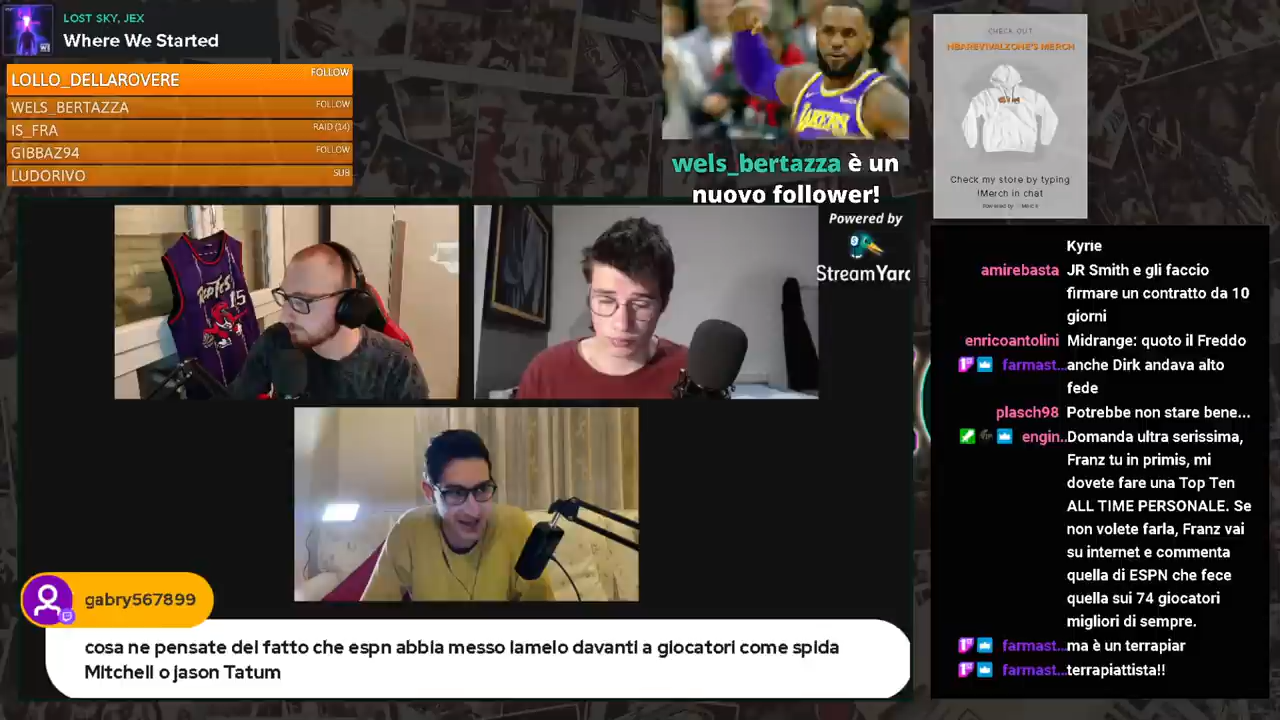 LOST SKY, JEX
Where We Started
LOLLO_DELLAROVERE FOLLOW
WELS_BERTAZZA FOLLOW
IS_FRA RAID (14)
GIBBAZ94 FOLLOW
LUDORIVO SUB
LAKERS
wels_bertazza è un
nuovo follower!
CHECK OUT
NBAREVIVALZONE'S MERCH
Check my store by typing
!Merch in chat
Powered by
Powered by
StreamYard
15
Kyrie
amirebasta JR Smith e gli faccio
firmare un contratto da 10
giorni
enricoantolini Midrange: quoto il Freddo
farmast... anche Dirk andava alto
fede
plasch98 Potrebbe non stare bene...
engin.. Domanda ultra serissima,
Franz tu in primis, mi
dovete fare una Top Ten
ALL TIME PERSONALE. Se
non volete farla, Franz vai
su internet e commenta
quella di ESPN che fece
quella sui 74 giocatori
migliori di sempre.
farmast... ma è un terrapiar
farmast... terrapiattista!!
gabry567899
cosa ne pensate del fatto che espn abbia messo lamelo davanti a giocatori come spida
Mitchell o jason Tatum